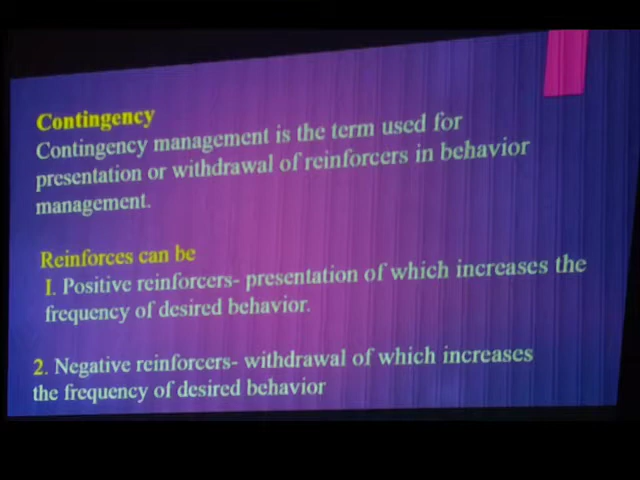 Contingency
Contingency management is the term used for
presentation or withdrawal of reinforcers in behavior
management.
Reinforces can be
1. Positive reinforcers- presentation of which increases the
frequency of desired behavior.
2. Negative reinforcers- withdrawal of which increases
the frequency of desired behavior